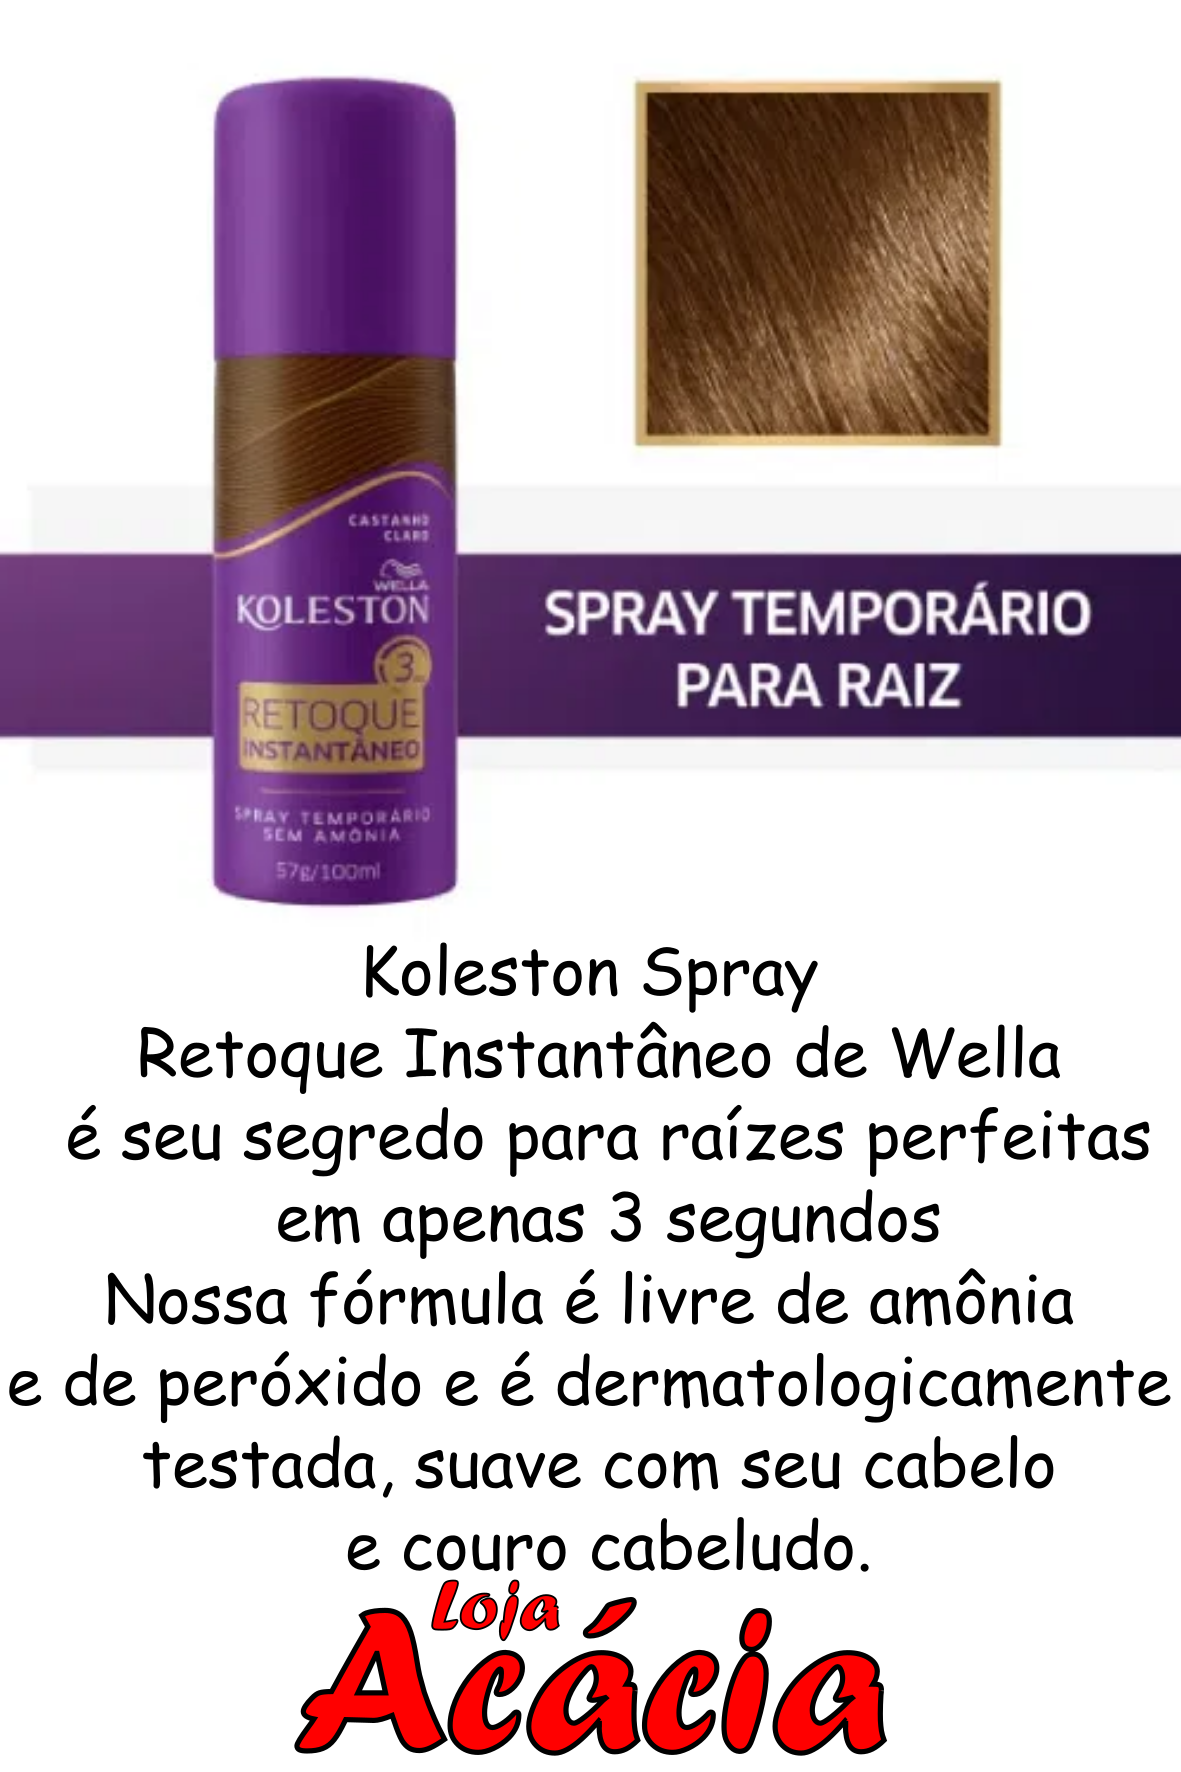 CASTANHO
CLARO
WELLA
KOLESTON
3
RETOQUE
INSTANTÂNEO
SPRAY TEMPORÁRIO
SEM AMÔNIA
57g/100ml
SPRAY TEMPORÁRIO
PARA RAIZ
Koleston Spray
Retoque Instantâneo de Wella
é seu segredo para raízes perfeitas
em apenas 3 segundos
Nossa fórmula é livre de amônia
e de peróxido e é dermatologicamente
testada, suave com seu cabelo
e couro cabeludo.
Loja
Acácia